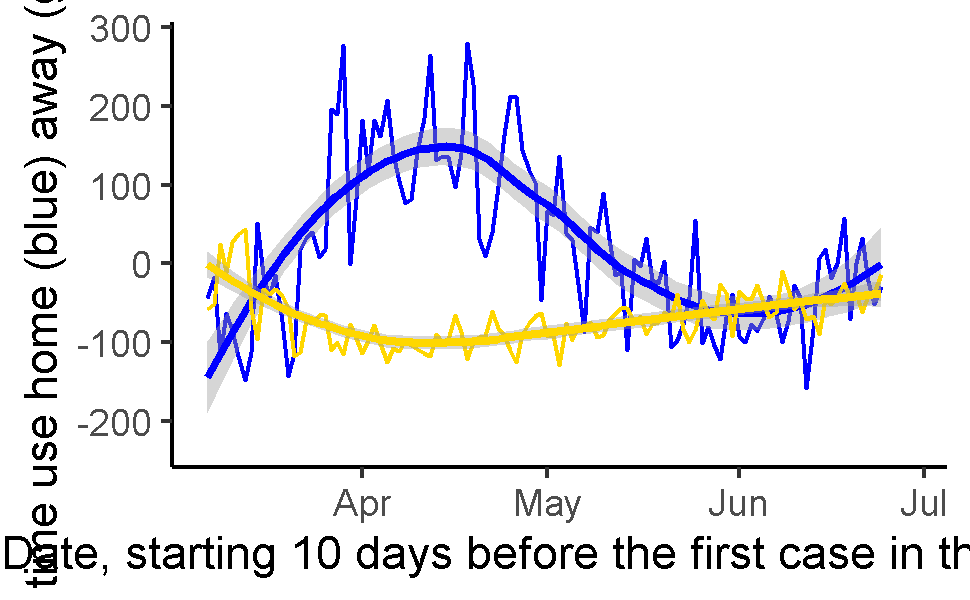 time use home (blue) away (
300
200
100
0
-100
-200
Apr May Jun Jul
Date, starting 10 days before the first case in th